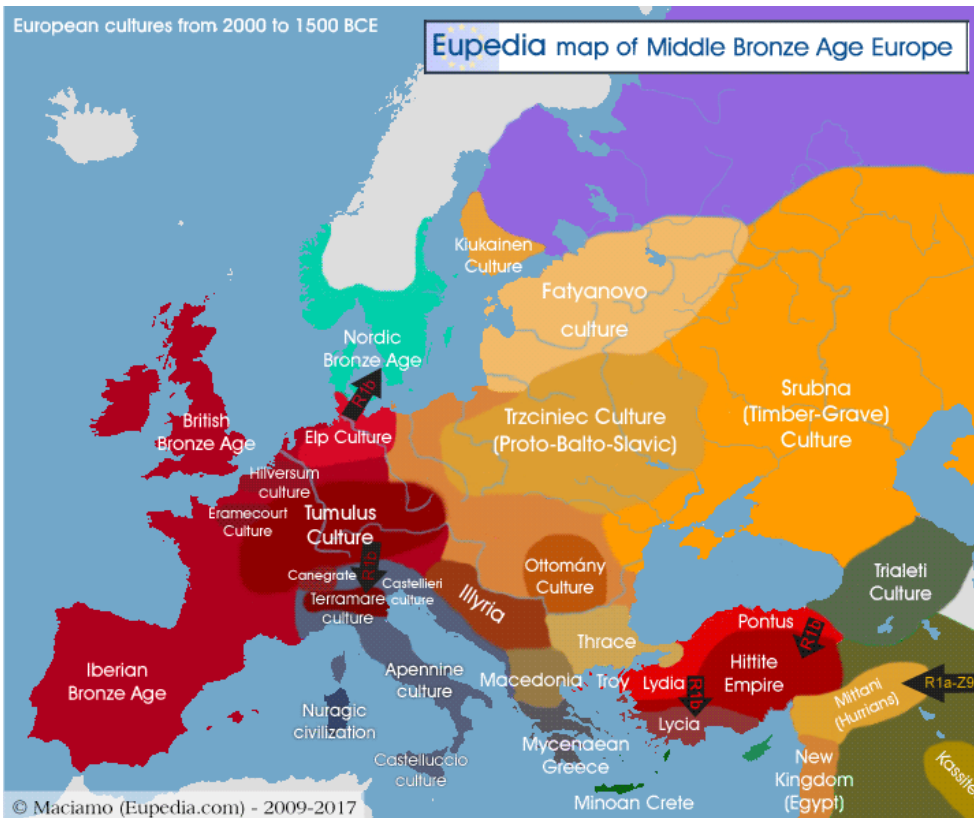 European cultures from 2000 to 1500 BCE
Eupedia map of Middle Bronze Age Europe
Kiukainen
Culture
Fatyanovo
culture
Nordic
Bronze Age
R1b
Srubna
(Timber-Grave)
Culture
Trzciniec Culture
(Proto-Balto-Slavic)
British
Bronze Age
Elp Culture
Hilversum
culture
Eramecourt
Culture
Tumulus
Culture
R1b
Canegrate
Castellieri
culture
Terramare
culture
Illyria
Ottomány
Culture
Trialeti
Culture
Thrace
Pontus
R1b
Iberian
Bronze Age
Apennine
culture
Macedonia
Troy
Lydia
R1b
Hittite
Empire
Mittani
(Hurrians)
R1a-Z9
Nuragic
civilization
Lycia
Castelluccio
culture
Mycenaean
Greece
New
Kingdom
(Egypt)
Kassite
Minoan Crete
© Maciamo (Eupedia.com) - 2009-2017